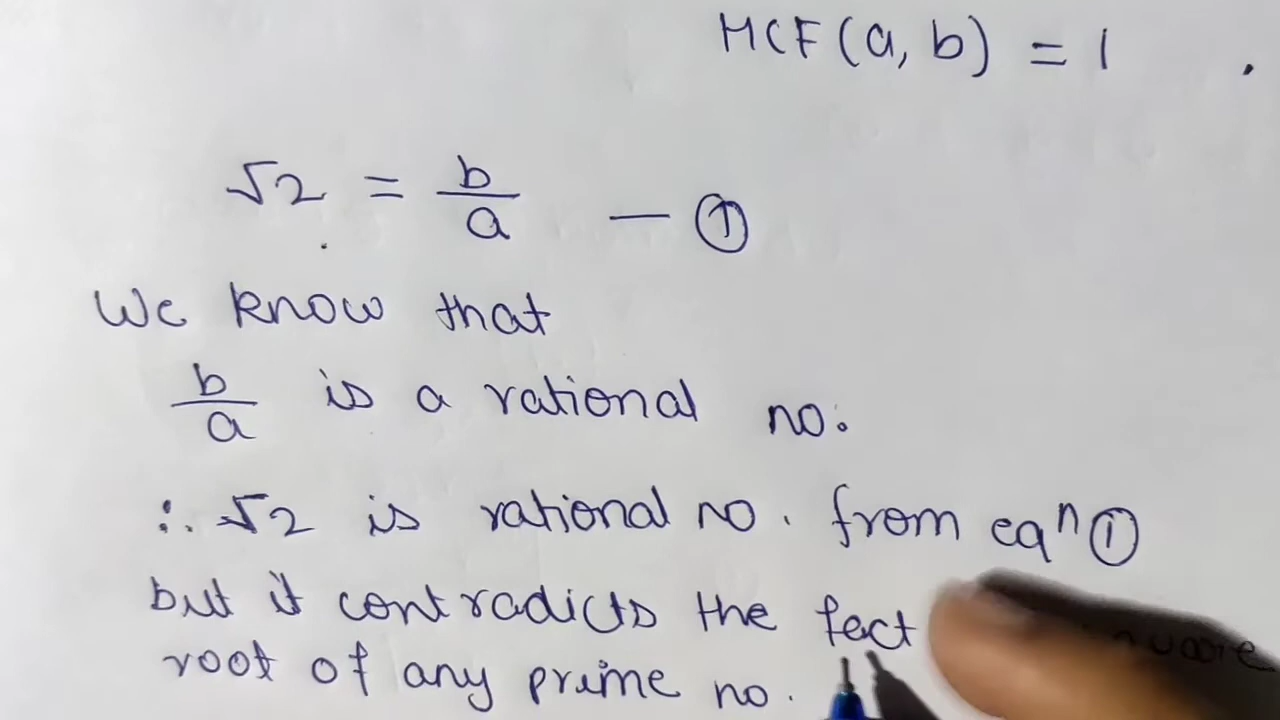 HCF(a, b) = 1 .
√2 = b/a — ①
We know that
b/a is a rational no.
∴ √2 is rational no. from eqⁿ ①
but it contradicts the fact
root of any prime no.